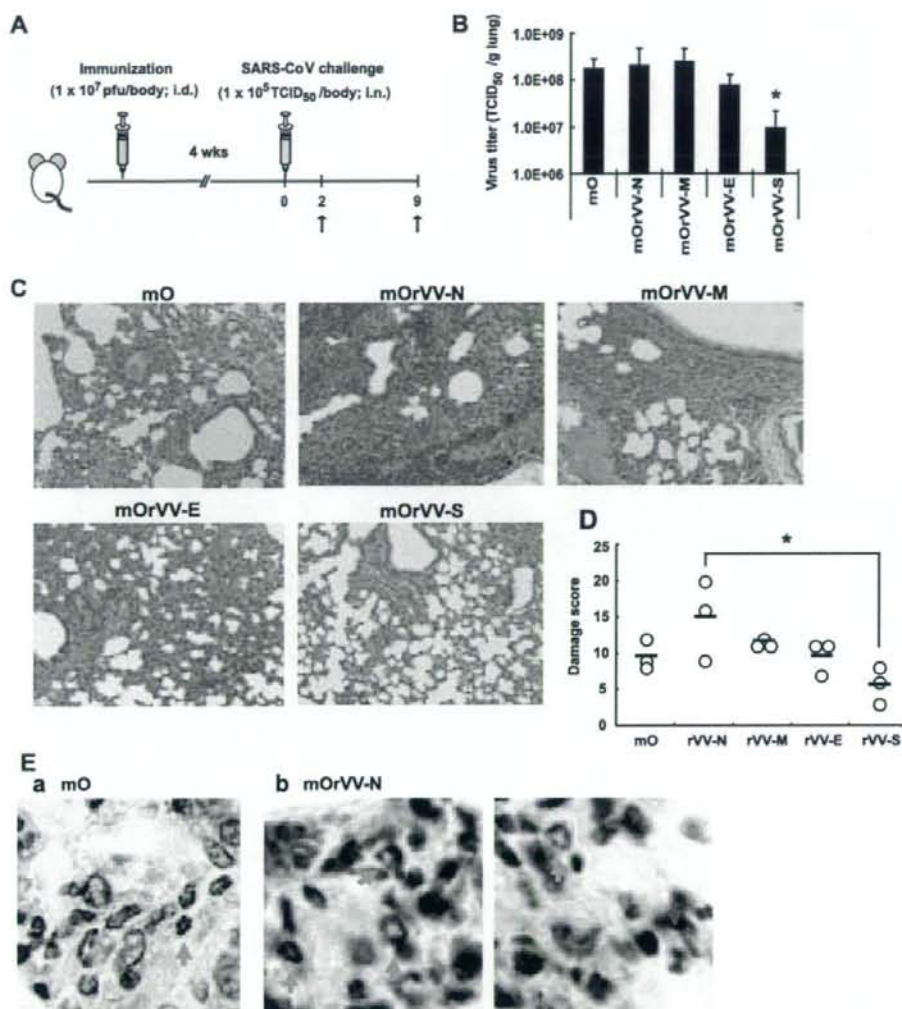 A
Immunization
(1 x 10⁷ pfu/body; i.d.)
SARS-CoV challenge
(1 x 10⁵TCID₅₀/body; i.n.)
4 wks
0 2 9
B
Virus titer (TCID₅₀/g lung)
1.0E+09
1.0E+08
1.0E+07
1.0E+06
*
mO
mOrVV-N
mOrVV-M
mOrVV-E
mOrVV-S
C
mO
mOrVV-N
mOrVV-M
mOrVV-E
mOrVV-S
D
Damage score
25
20
15
10
5
0
*
mO rVV-N rVV-M rVV-E rVV-S
E
a mO
b mOrVV-N